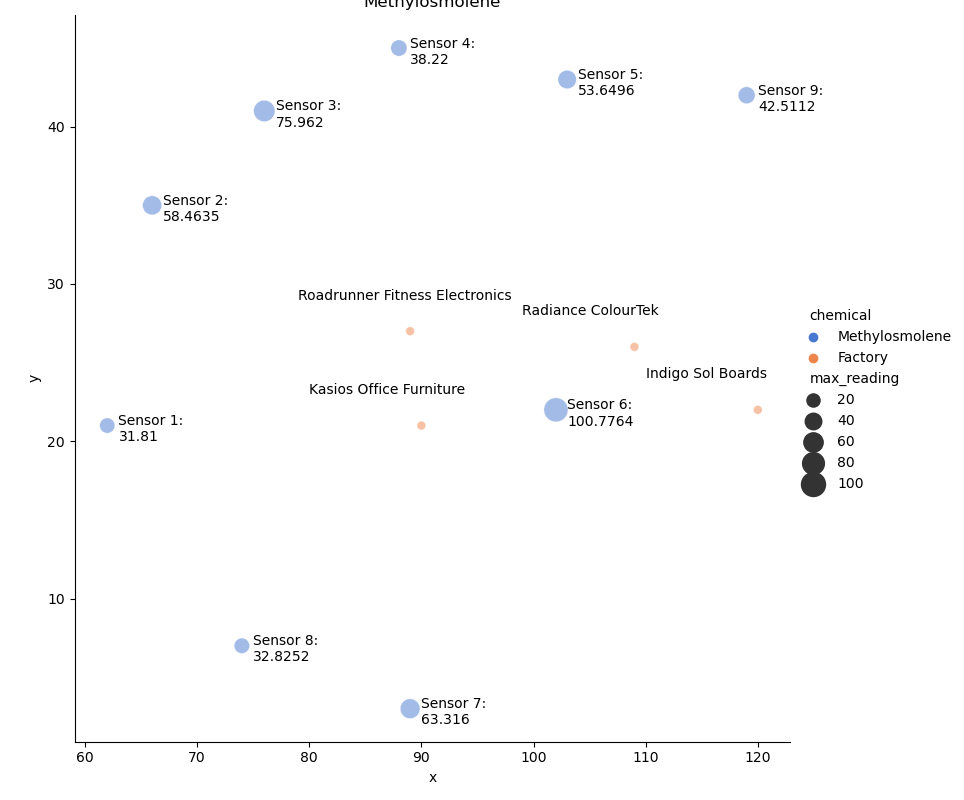 Methylosmolene
Sensor 4:
38.22
Sensor 5:
53.6496
Sensor 9:
42.5112
Sensor 3:
75.962
40
Sensor 2:
58.4635
30
Roadrunner Fitness Electronics
Radiance ColourTek
chemical
Methylosmolene
Factory
max_reading
20
40
60
80
100
Indigo Sol Boards
Kasios Office Furniture
y
Sensor 6:
100.7764
Sensor 1:
31.81
20
10
Sensor 8:
32.8252
Sensor 7:
63.316
60
70
80
90
100
110
120
x